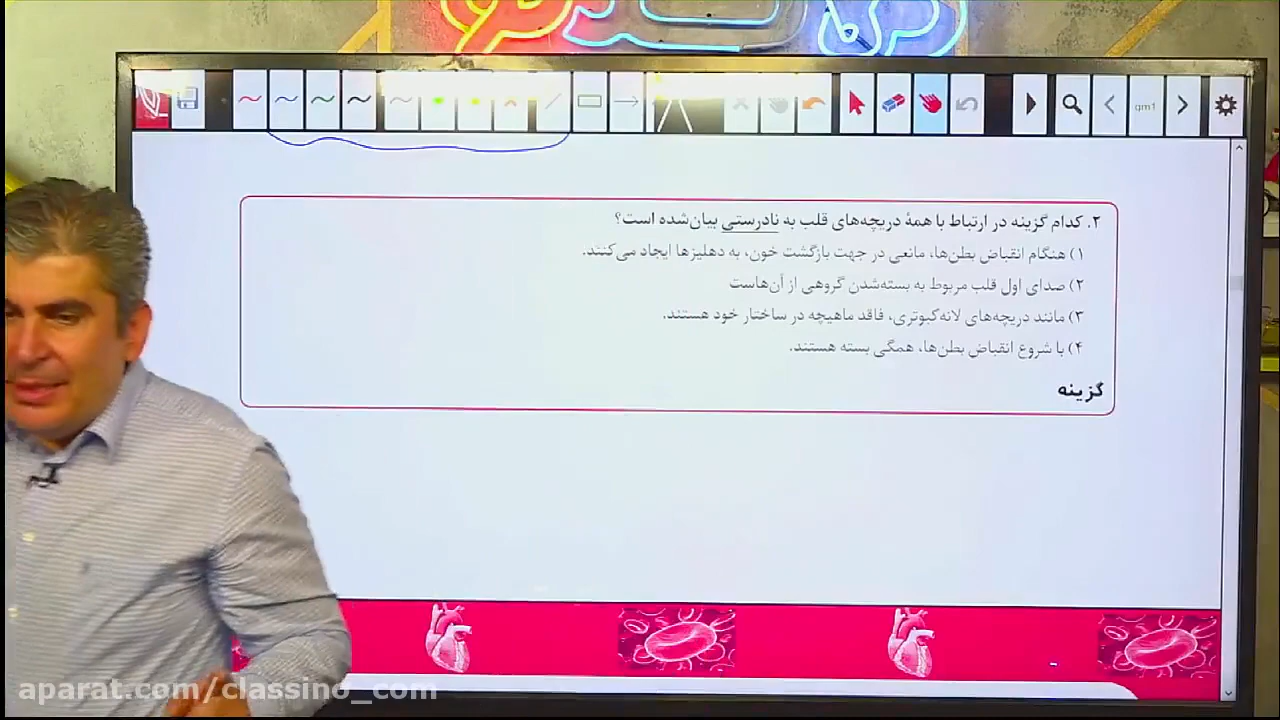 gm1
۲. کدام گزینه در ارتباط با همهٔ دریچه‌های قلب به نادرستی بیان‌شده است؟
۱) هنگام انقباض بطن‌ها، مانعی در جهت بازگشت خون، به دهلیزها ایجاد می‌کنند.
۲) صدای اول قلب مربوط به بسته‌شدن گروهی از آن‌هاست
۳) مانند دریچه‌های لانه‌کبوتری، فاقد ماهیچه در ساختار خود هستند.
۴) با شروع انقباض بطن‌ها، همگی بسته هستند.
گزینه
aparat.com/classino_com